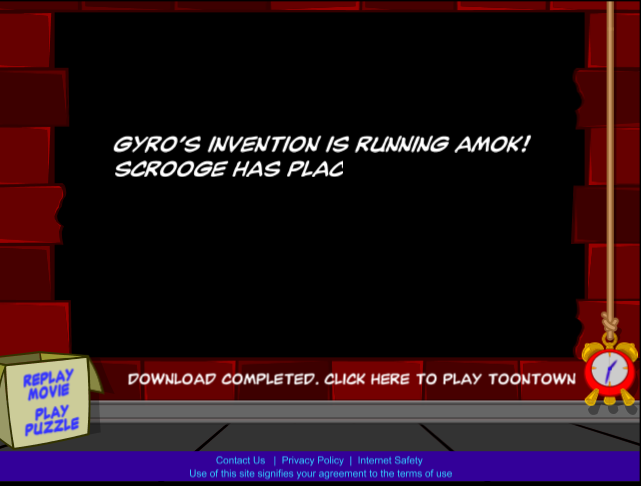 GYRO'S INVENTION IS RUNNING AMOK!
SCROOGE HAS PLAC
DOWNLOAD COMPLETED. CLICK HERE TO PLAY TOONTOWN
REPLAY
MOVIE
PLAY
PUZZLE
Contact Us | Privacy Policy | Internet Safety
Use of this site signifies your agreement to the terms of use